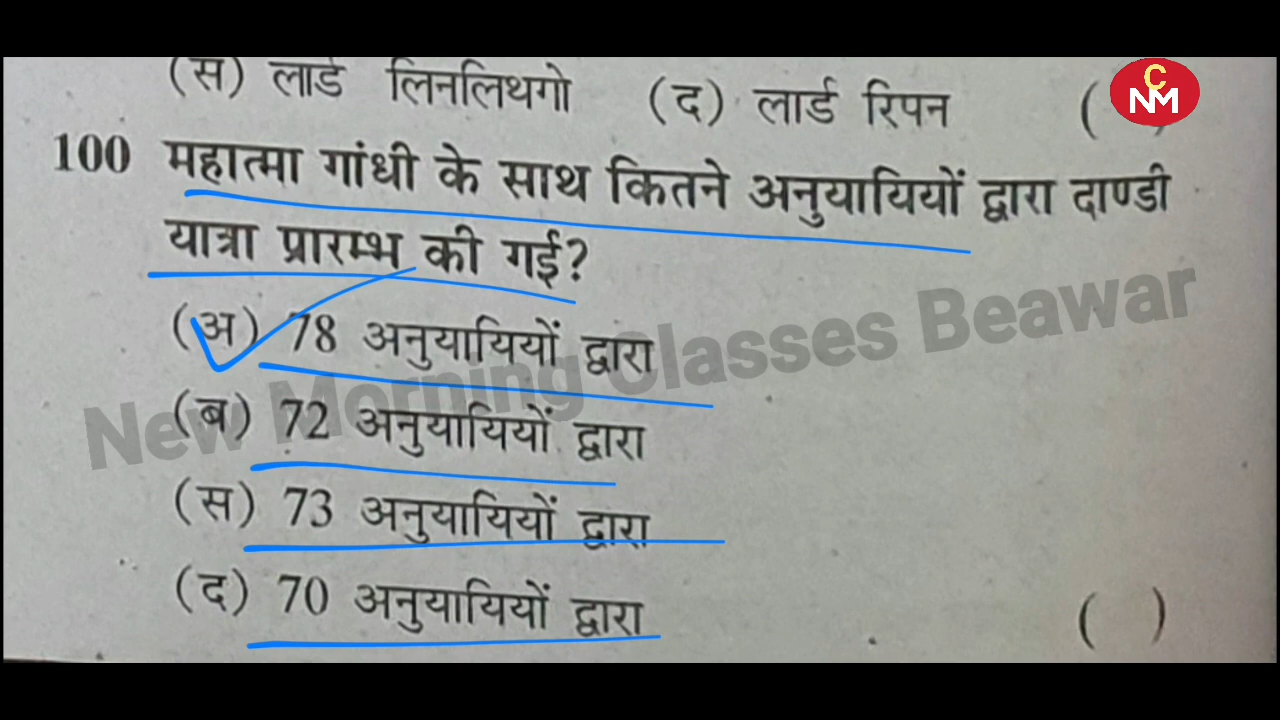 (स) लार्ड लिनलिथगो (द) लार्ड रिपन ( )
CNM
100 महात्मा गांधी के साथ कितने अनुयायियों द्वारा दाण्डी
यात्रा प्रारम्भ की गई?
(अ) 78 अनुयायियों द्वारा
(ब) 72 अनुयायियों द्वारा
(स) 73 अनुयायियों द्वारा
(द) 70 अनुयायियों द्वारा ( )
New Morning Classes Beawar